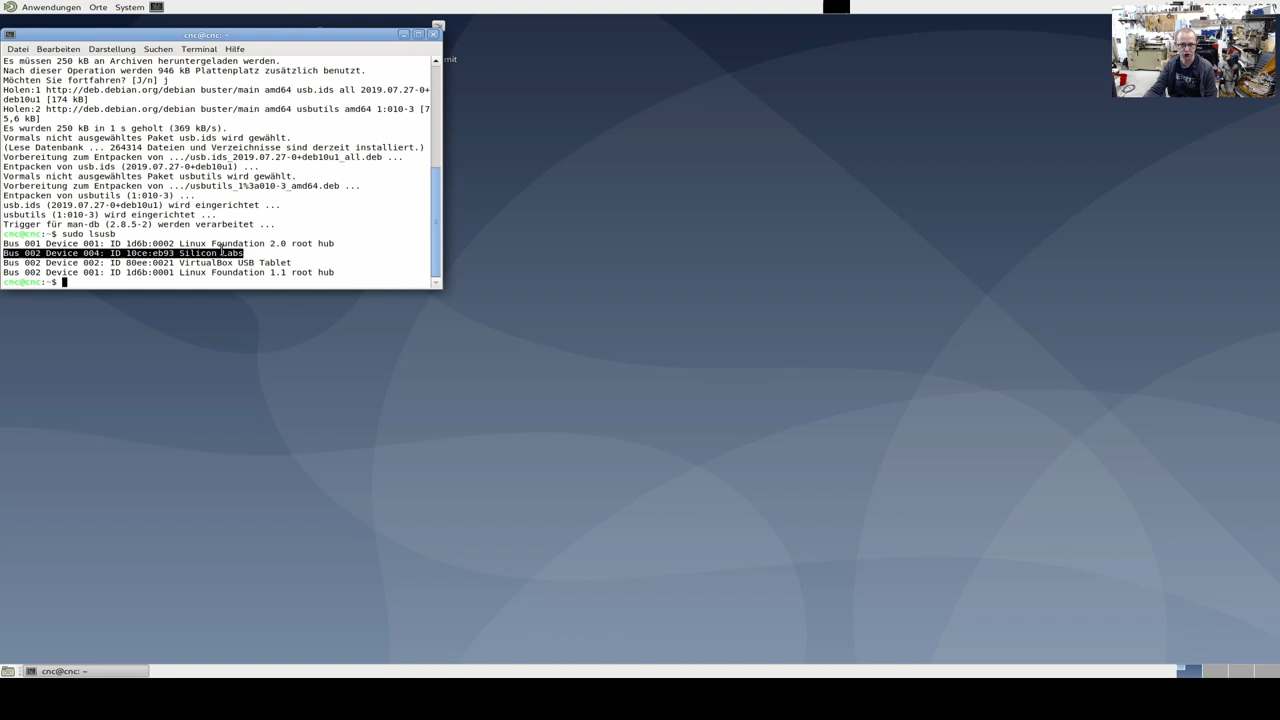 Anwendungen Orte System
cnc@cnc: ~
Datei Bearbeiten Darstellung Suchen Terminal Hilfe
Es müssen 250 kB an Archiven heruntergeladen werden.
Nach dieser Operation werden 946 kB Plattenplatz zusätzlich benutzt.
Möchten Sie fortfahren? [J/n] j
Holen:1 http://deb.debian.org/debian buster/main amd64 usb.ids all 2019.07.27-0+
deb10u1 [174 kB]
Holen:2 http://deb.debian.org/debian buster/main amd64 usbutils amd64 1:010-3 [7
5,6 kB]
Es wurden 250 kB in 1 s geholt (369 kB/s).
Vormals nicht ausgewähltes Paket usb.ids wird gewählt.
(Lese Datenbank ... 264314 Dateien und Verzeichnisse sind derzeit installiert.)
Vorbereitung zum Entpacken von .../usb.ids_2019.07.27-0+deb10u1_all.deb ...
Entpacken von usb.ids (2019.07.27-0+deb10u1) ...
Vormals nicht ausgewähltes Paket usbutils wird gewählt.
Vorbereitung zum Entpacken von .../usbutils_1%3a010-3_amd64.deb ...
Entpacken von usbutils (1:010-3) ...
usb.ids (2019.07.27-0+deb10u1) wird eingerichtet ...
usbutils (1:010-3) wird eingerichtet ...
Trigger für man-db (2.8.5-2) werden verarbeitet ...
cnc@cnc:~$ sudo lsusb
Bus 001 Device 001: ID 1d6b:0002 Linux Foundation 2.0 root hub
Bus 002 Device 004: ID 10ce:eb93 Silicon Labs
Bus 002 Device 002: ID 80ee:0021 VirtualBox USB Tablet
Bus 002 Device 001: ID 1d6b:0001 Linux Foundation 1.1 root hub
cnc@cnc:~$
mit
cnc@cnc: ~